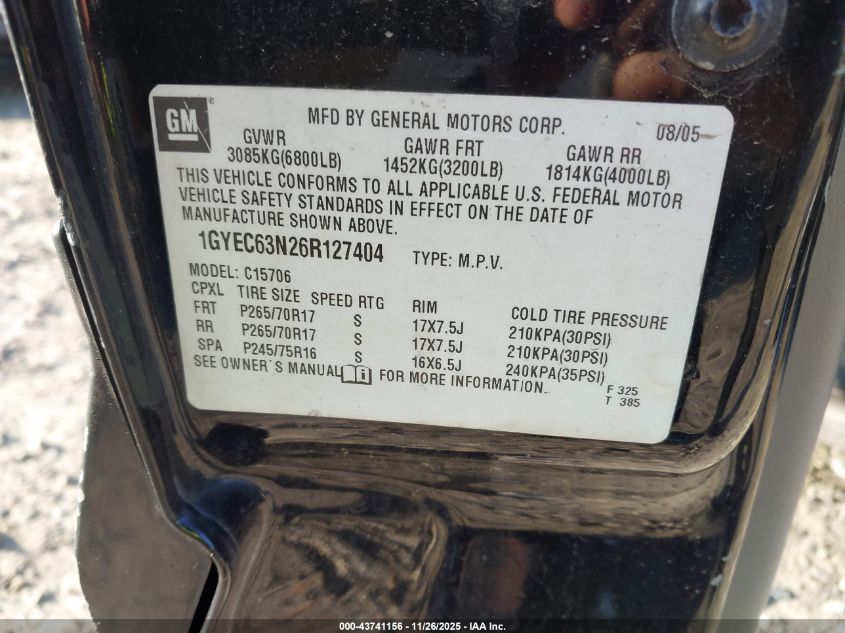 GM ®
MFD BY GENERAL MOTORS CORP. 08/05
GVWR GAWR FRT GAWR RR
3085KG(6800LB) 1452KG(3200LB) 1814KG(4000LB)
THIS VEHICLE CONFORMS TO ALL APPLICABLE U.S. FEDERAL MOTOR
VEHICLE SAFETY STANDARDS IN EFFECT ON THE DATE OF
MANUFACTURE SHOWN ABOVE.
1GYEC63N26R127404 TYPE: M.P.V.
MODEL: C15706
CPXL TIRE SIZE SPEED RTG RIM COLD TIRE PRESSURE
FRT P265/70R17 S 17X7.5J 210KPA(30PSI)
RR P265/70R17 S 17X7.5J 210KPA(30PSI)
SPA P245/75R16 S 16X6.5J 240KPA(35PSI)
SEE OWNER'S MANUAL FOR MORE INFORMATION.
F 325
T 385
000-43741156 - 11/26/2025 - IAA Inc.